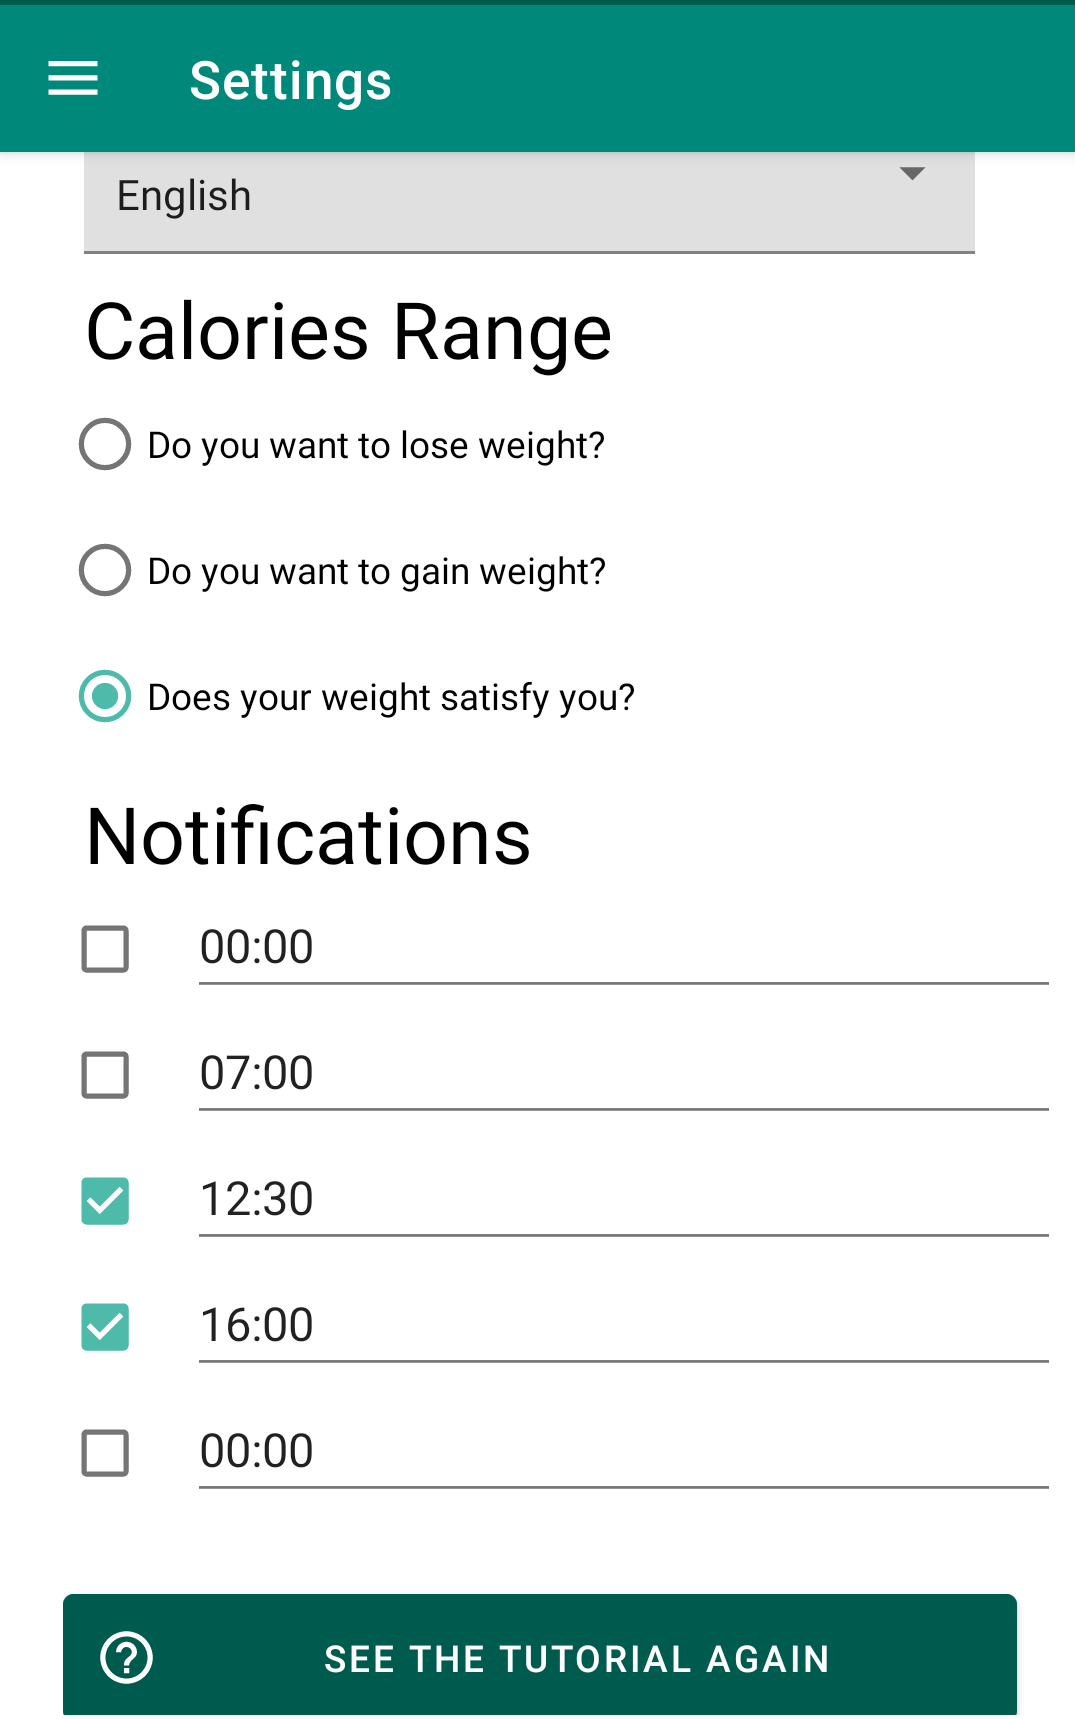 Settings
English
Calories Range
Do you want to lose weight?
Do you want to gain weight?
Does your weight satisfy you?
Notifications
00:00
07:00
12:30
16:00
00:00
SEE THE TUTORIAL AGAIN